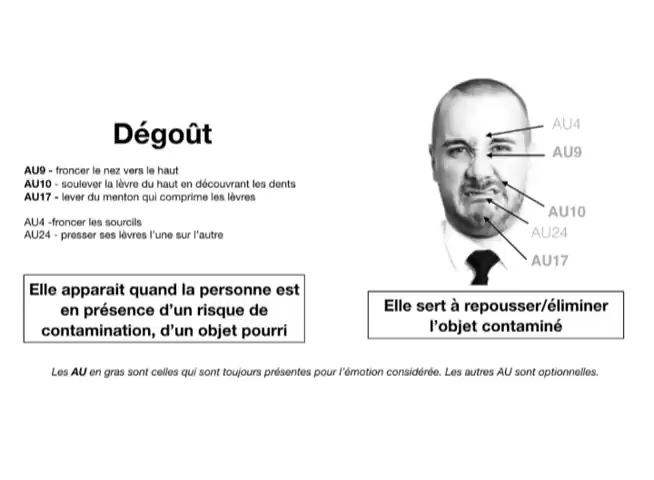 Dégoût
AU9 - froncer le nez vers le haut
AU10 - soulever la lèvre du haut en découvrant les dents
AU17 - lever du menton qui comprime les lèvres
AU4 -froncer les sourcils
AU24 - presser ses lèvres l'une sur l'autre
AU4
AU9
AU10
AU24
AU17
Elle apparait quand la personne est
en présence d'un risque de
contamination, d'un objet pourri
Elle sert à repousser/éliminer
l'objet contaminé
Les AU en gras sont celles qui sont toujours présentes pour l'émotion considérée. Les autres AU sont optionnelles.